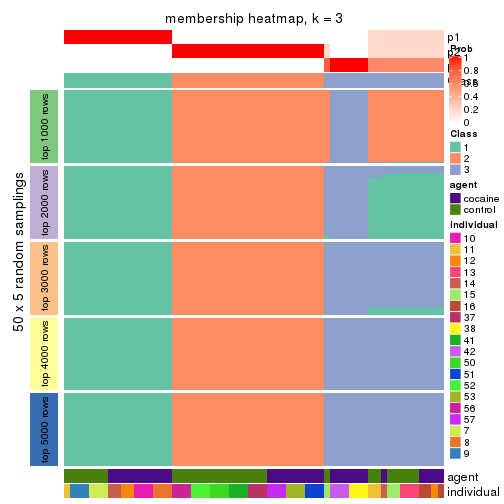 membership heatmap, k = 3
p1
p2
Prob
1
0.8
0.6
0.4
0.2
0
Class
1
2
3
agent
cocaine
control
individual
10
11
12
13
14
15
16
37
38
41
42
50
51
52
53
56
57
7
8
9
50 x 5 random samplings
top 1000 rows
top 2000 rows
top 3000 rows
top 4000 rows
top 5000 rows
agent
individual